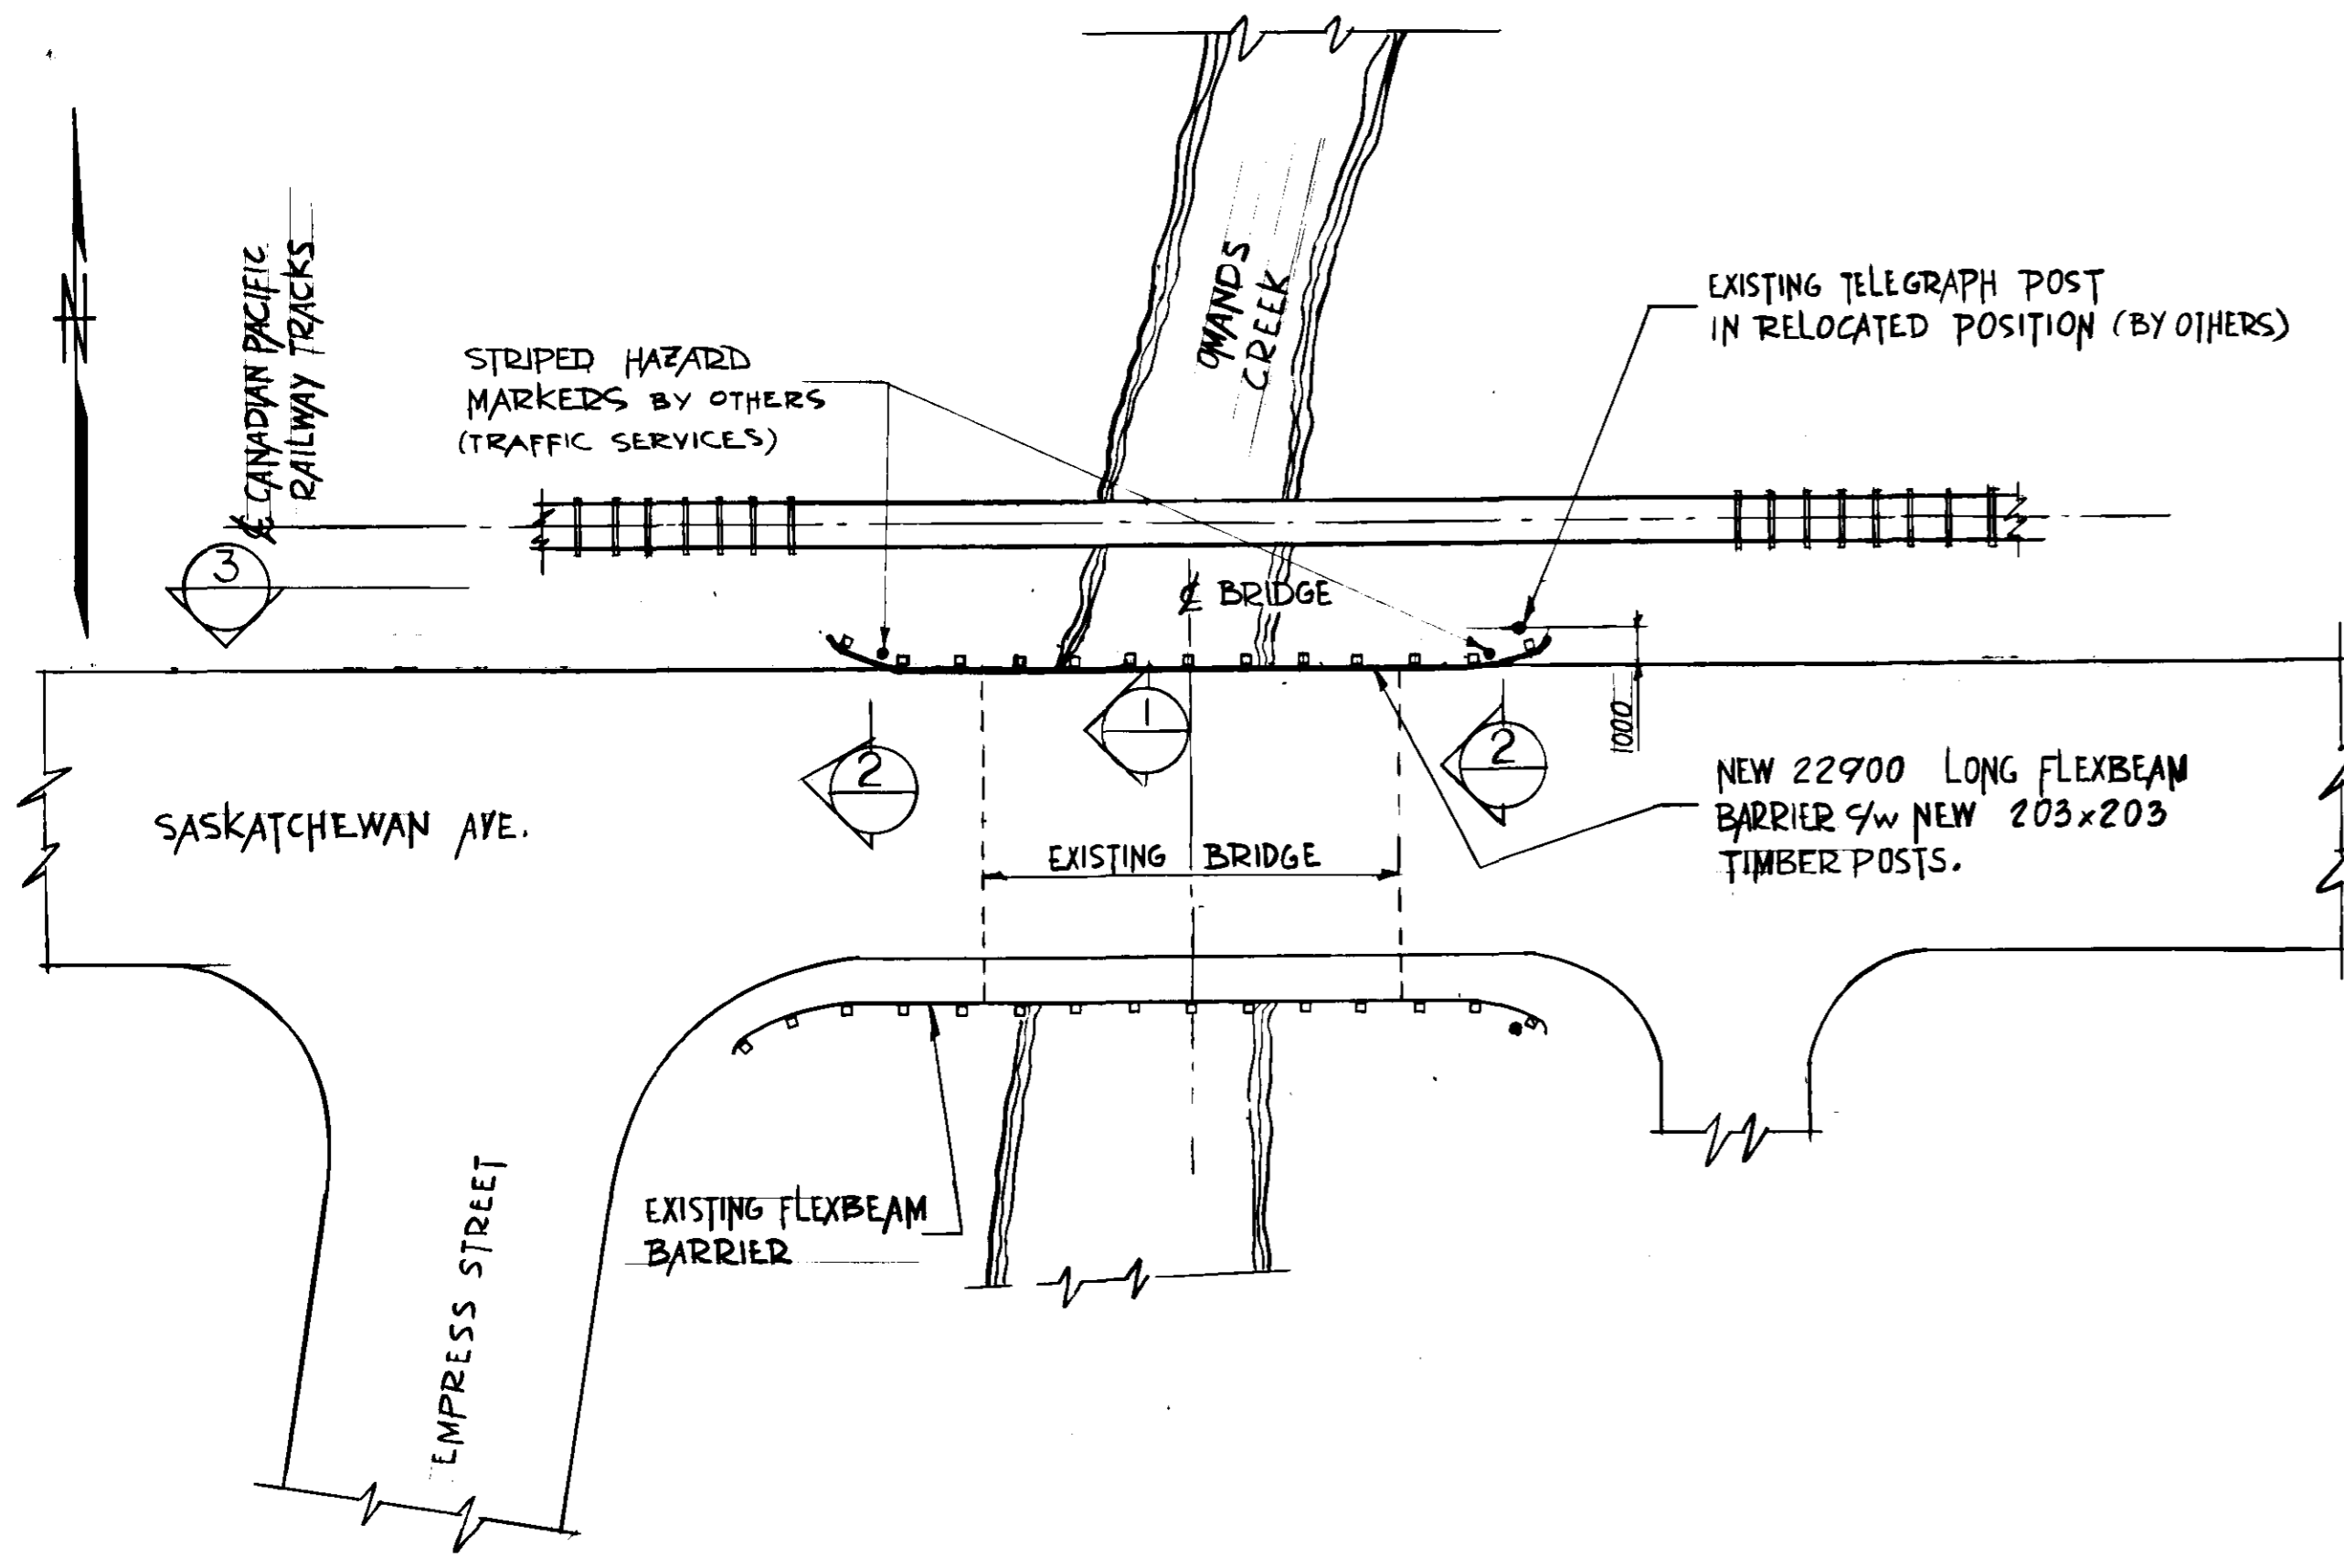 N
CANADIAN PACIFIC
RAILWAY TRACKS
STRIPED HAZARD
MARKERS BY OTHERS
(TRAFFIC SERVICES)
OMANDS
CREEK
EXISTING TELEGRAPH POST
IN RELOCATED POSITION (BY OTHERS)
3
℄ BRIDGE
1
2
2
1000
NEW 22900 LONG FLEXBEAM
BARRIER C/W NEW 203x203
TIMBER POSTS.
SASKATCHEWAN AVE.
EXISTING BRIDGE
EXISTING FLEXBEAM
BARRIER
EMPRESS STREET